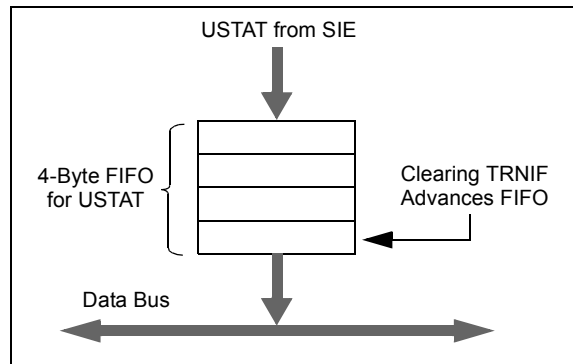 USTAT from SIE
4-Byte FIFO
for USTAT
Clearing TRNIF
Advances FIFO
Data Bus